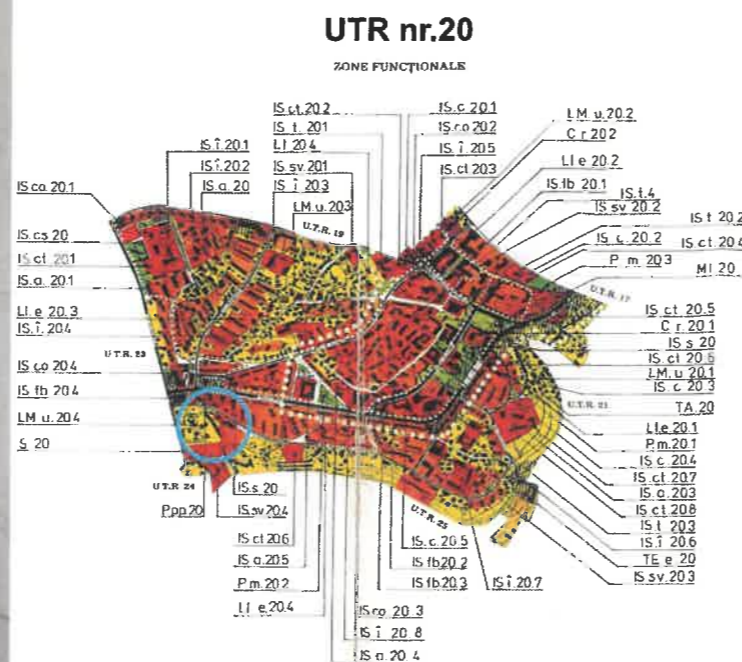 UTR nr.20
ZONE FUNCȚIONALE
IS.ct.20.2
IS.t. 20.1
LI 20.4
IS.sv.20.1
IS.î 20.3
LM.u.20.3
U.T.R. 19
IS.î 20.1
IS.î.20.2
IS.a. 20
IS.co 20.1
IS.cs 20
IS ct 20.1
IS.a. 20.1
LI.e 20.3
IS.î. 20.4
U.T.R. 23
IS.co 20.4
IS fb 20.4
LM u. 20.4
S 20
U.T.R 24
P.pp 20
IS.s 20
IS.sv 20.4
IS ct 20.6
IS a. 20.5
P m. 20.2
LI e. 20.4
IS.c. 20.1
IS.co 20.2
IS. î. 20.5
IS.ct 20.3
LM u. 20.2
C r 20.2
LI e 20.2
IS.fb 20.1
IS.t.4
IS sv 20.2
IS t 20.2
IS c. 20.2
IS ct. 20.4
P m 20.3
MI 20
U.T.R. 17
IS. ct. 20.5
C r. 20.1
IS s 20
LM. u 20.1
IS. c 20.3
U.T.R. 21
TA. 20
LI.e. 20.1
P.m. 20.1
IS c. 20.4
IS. ct 20.7
IS. a. 20.3
IS ct 20.8
IS. t 20.3
IS. î 20.6
TE e 20
IS sv. 20.3
U.T.R. 25
IS. c. 20.5
IS fb 20.2
IS fb 20.3
IS î 20.7
IS co 20.3
IS î 20.8
IS a 20.4